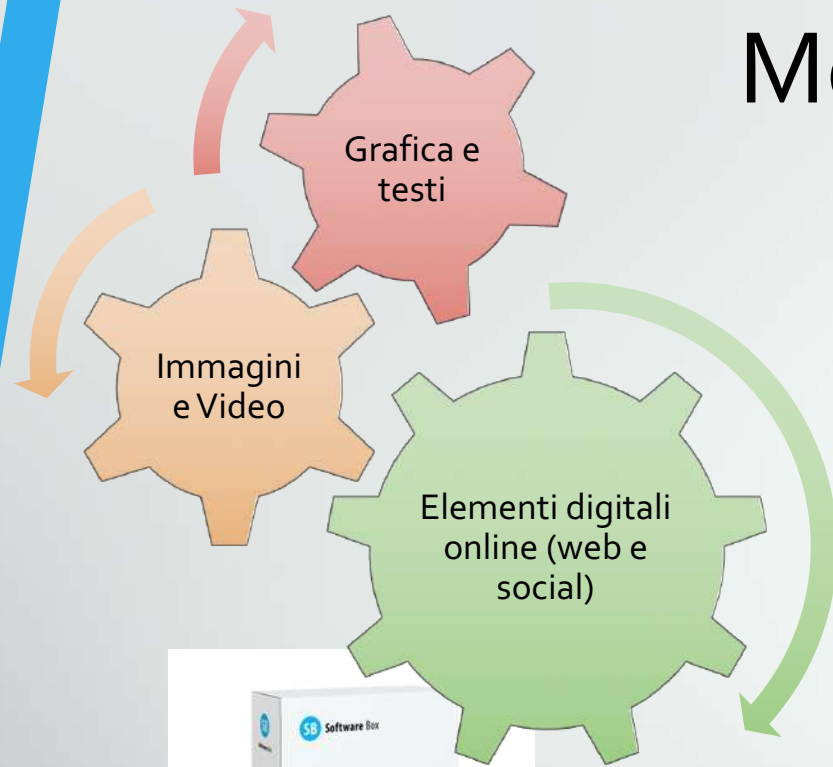 Grafica e
testi
Immagini
e Video
Elementi digitali
online (web e
social)
SB Software Box